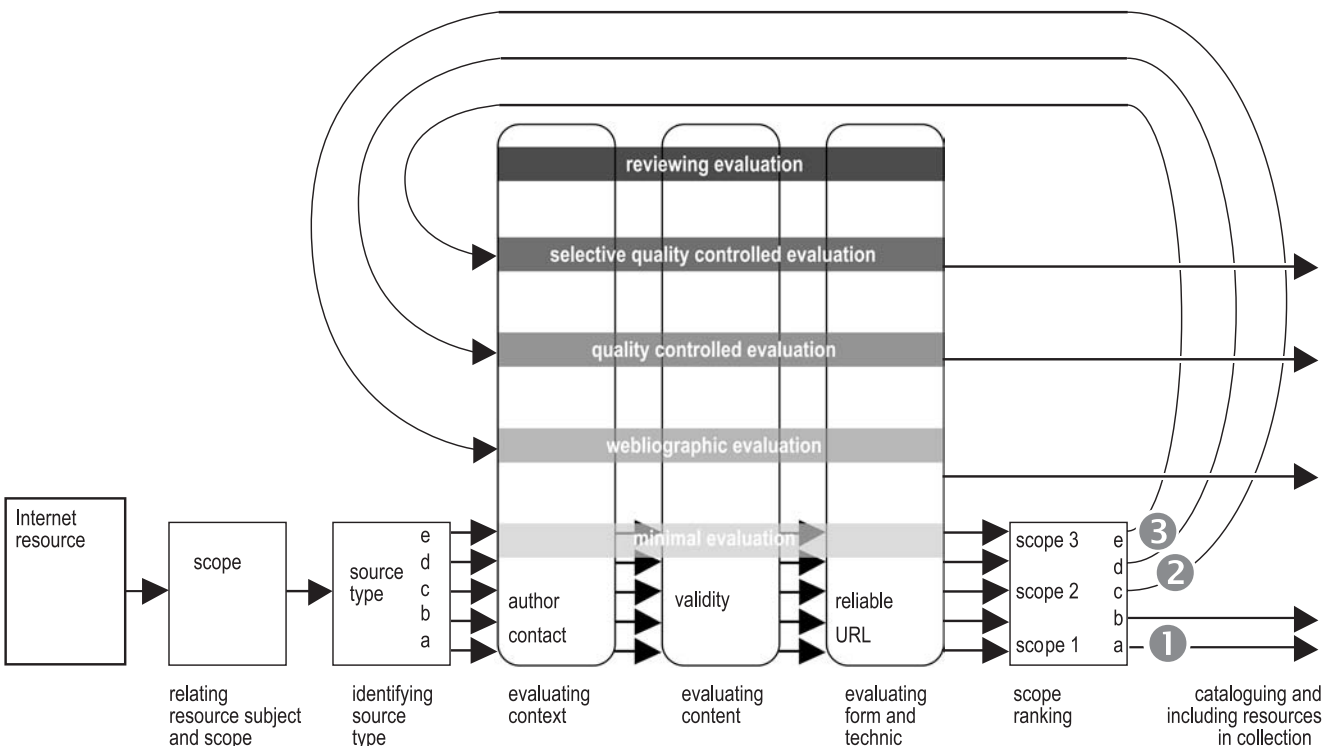 reviewing evaluation
selective quality controlled evaluation
quality controlled evaluation
webliographic evaluation
minimal evaluation
Internet
resource
scope
source
type
e
d
c
b
a
author
contact
validity
reliable
URL
scope 3
scope 2
scope 1
e
d
c
b
a
3
2
1
relating
resource subject
and scope
identifying
source
type
evaluating
context
evaluating
content
evaluating
form and
technic
scope
ranking
cataloguing and
including resources
in collection